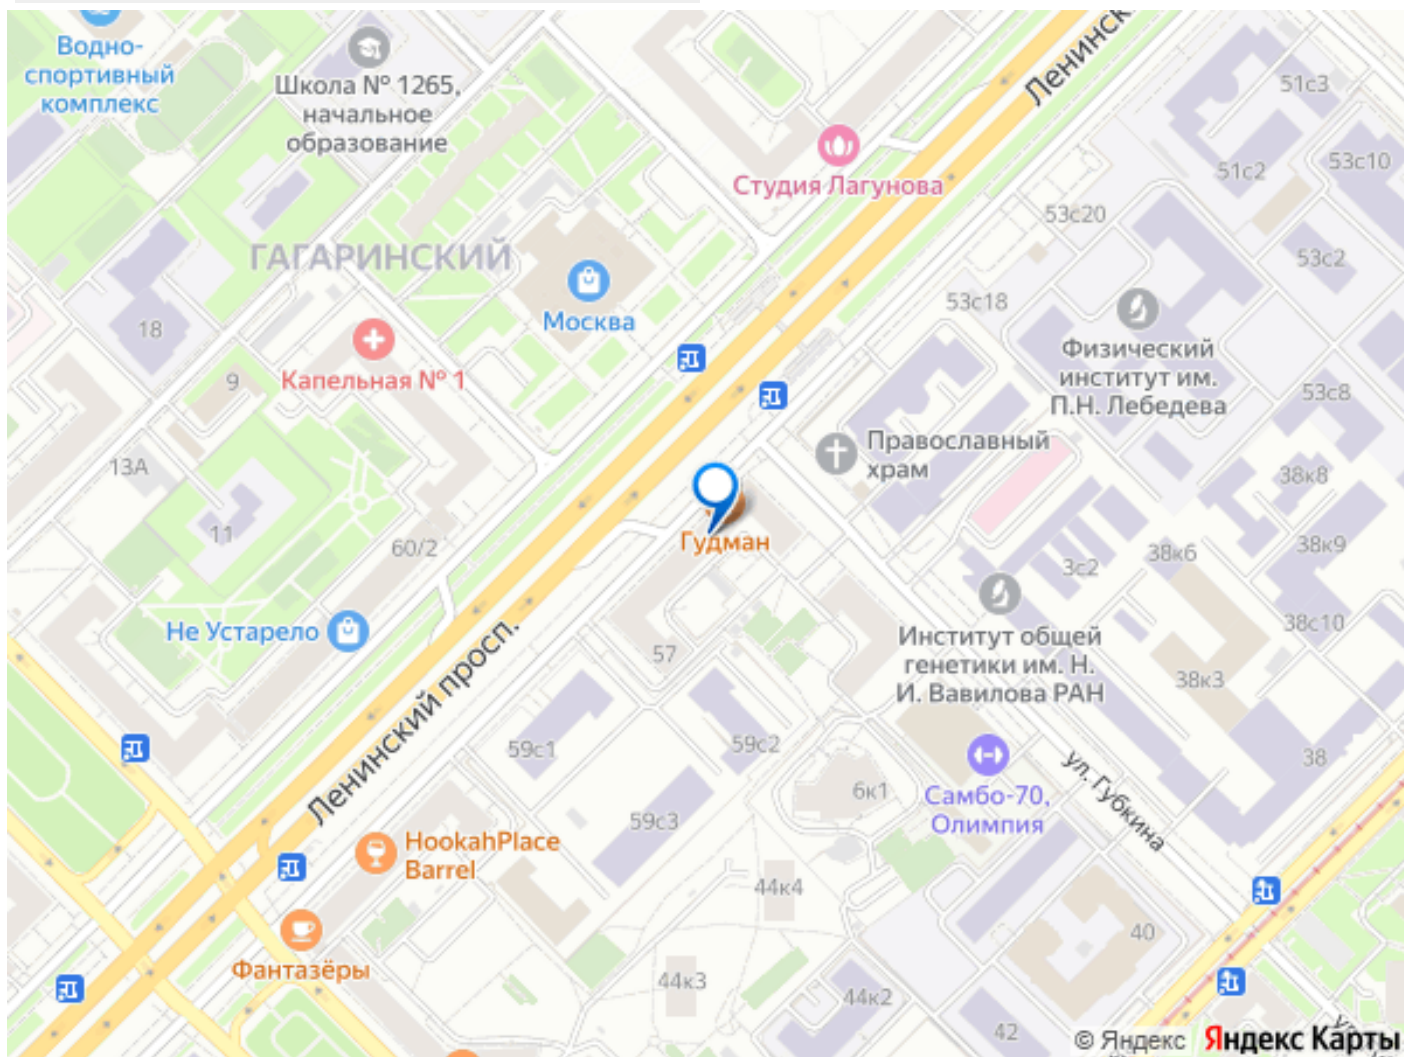 Водно-
спортивный
комплекс
Школа № 1265,
начальное
образование
Ленинск
51с3
Студия Лагунова
51с2
53с10
53с20
ГАГАРИНСКИЙ
53с2
Москва
53с18
18
Физический
институт им.
П.Н. Лебедева
Капельная № 1
9
53с8
Православный
храм
13А
38к8
11
60/2
Гудман
38к6
38к9
3с2
Не Устарело
Институт общей
генетики им. Н.
И. Вавилова РАН
38с10
57
38к3
Ленинский просп.
59с1
59с2
38
ул. Губкина
6к1
Самбо-70,
Олимпия
59с3
HookahPlace
Barrel
44к4
40
Фантазёры
44к3
44к2
42
© Яндекс Яндекс Карты